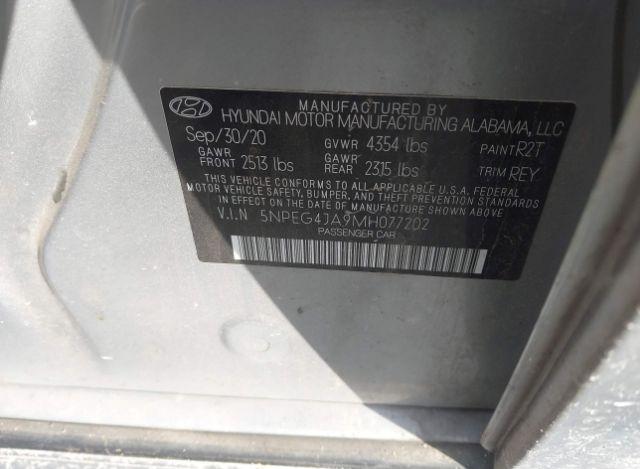 MANUFACTURED BY
HYUNDAI MOTOR MANUFACTURING ALABAMA, LLC
Sep/30/20 GVWR 4354 lbs PAINT R2T
GAWR FRONT 2513 lbs GAWR REAR 2315 lbs TRIM REY
THIS VEHICLE CONFORMS TO ALL APPLICABLE U.S.A. FEDERAL
MOTOR VEHICLE SAFETY, BUMPER, AND THEFT PREVENTION STANDARDS
IN EFFECT ON THE DATE OF MANUFACTURE SHOWN ABOVE.
V.I.N 5NPEG4JA9MH077202
PASSENGER CAR